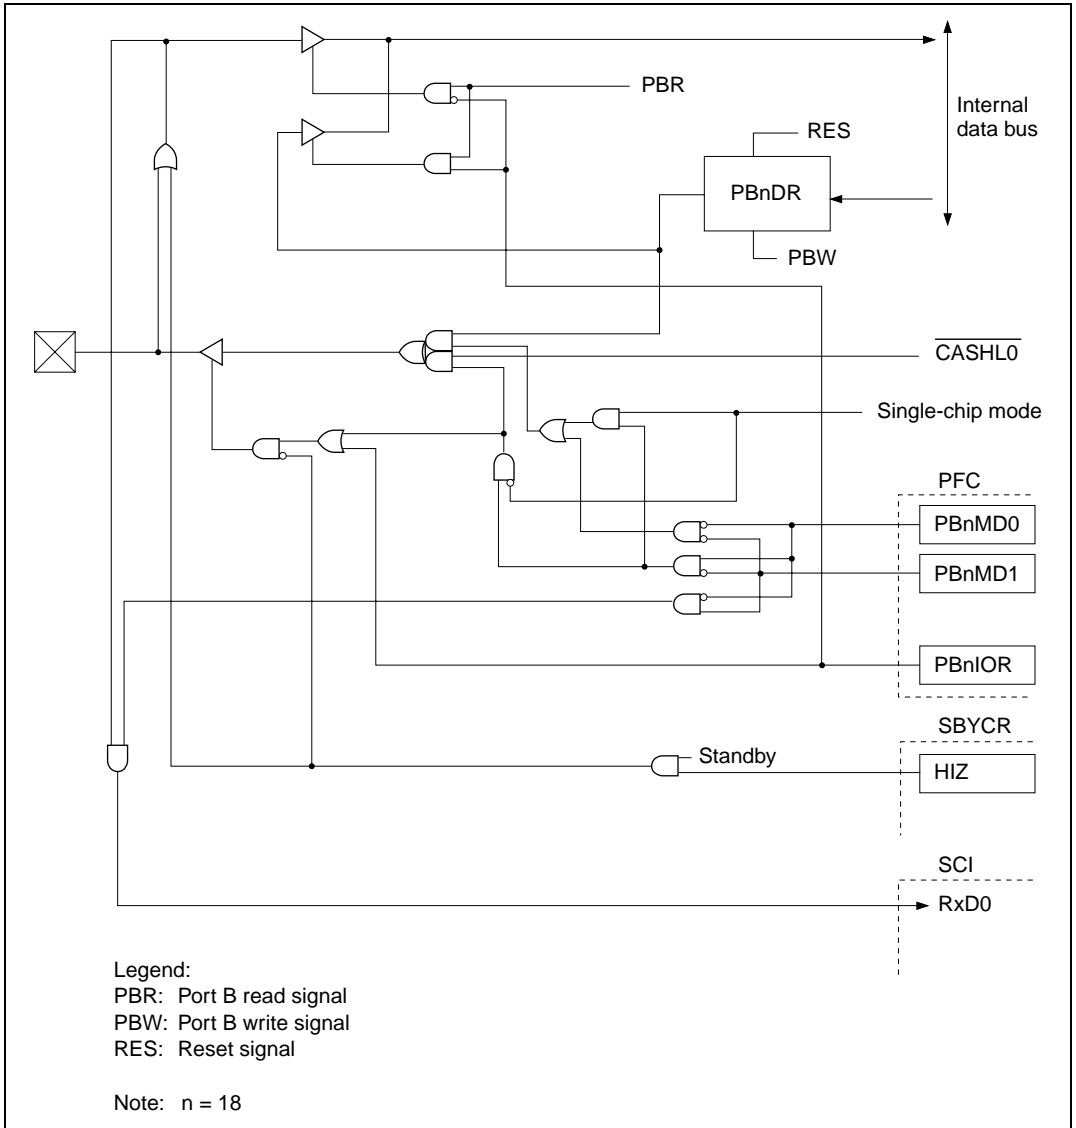 PBR
Internal
data bus
RES
PBnDR
PBW
CASHL0
Single-chip mode
PFC
PBnMD0
PBnMD1
PBnIOR
SBYCR
Standby
HIZ
SCI
RxD0
Legend:
PBR: Port B read signal
PBW: Port B write signal
RES: Reset signal
Note: n = 18